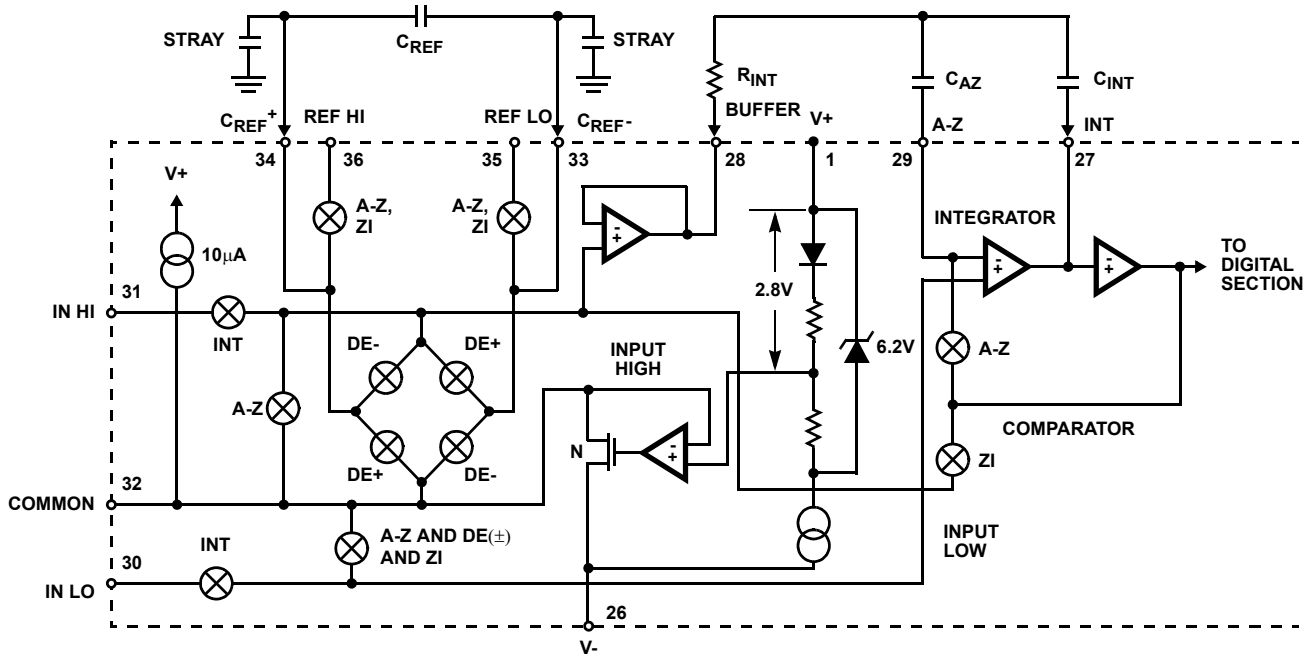 STRAY
CREF
STRAY
RINT
CAZ
CINT
CREF+
REF HI
REF LO
CREF-
BUFFER
V+
A-Z
INT
34
36
35
33
28
1
29
27
V+
A-Z,
ZI
A-Z,
ZI
INTEGRATOR
10μA
2.8V
TO
DIGITAL
SECTION
31
IN HI
INT
DE-
DE+
INPUT
HIGH
6.2V
A-Z
A-Z
N
COMPARATOR
DE+
DE-
ZI
32
COMMON
A-Z AND DE(±)
AND ZI
INPUT
LOW
INT
30
IN LO
26
V-
-
+
-
+
-
+
-
+